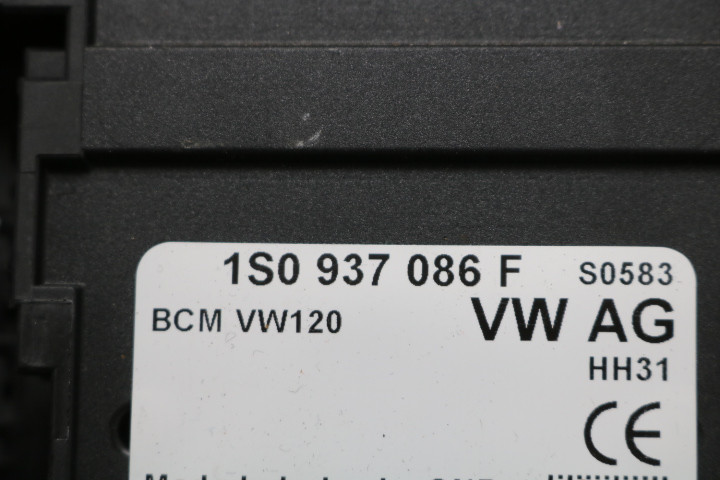 1S0 937 086 F S0583
BCM VW120 VW AG
HH31
CE